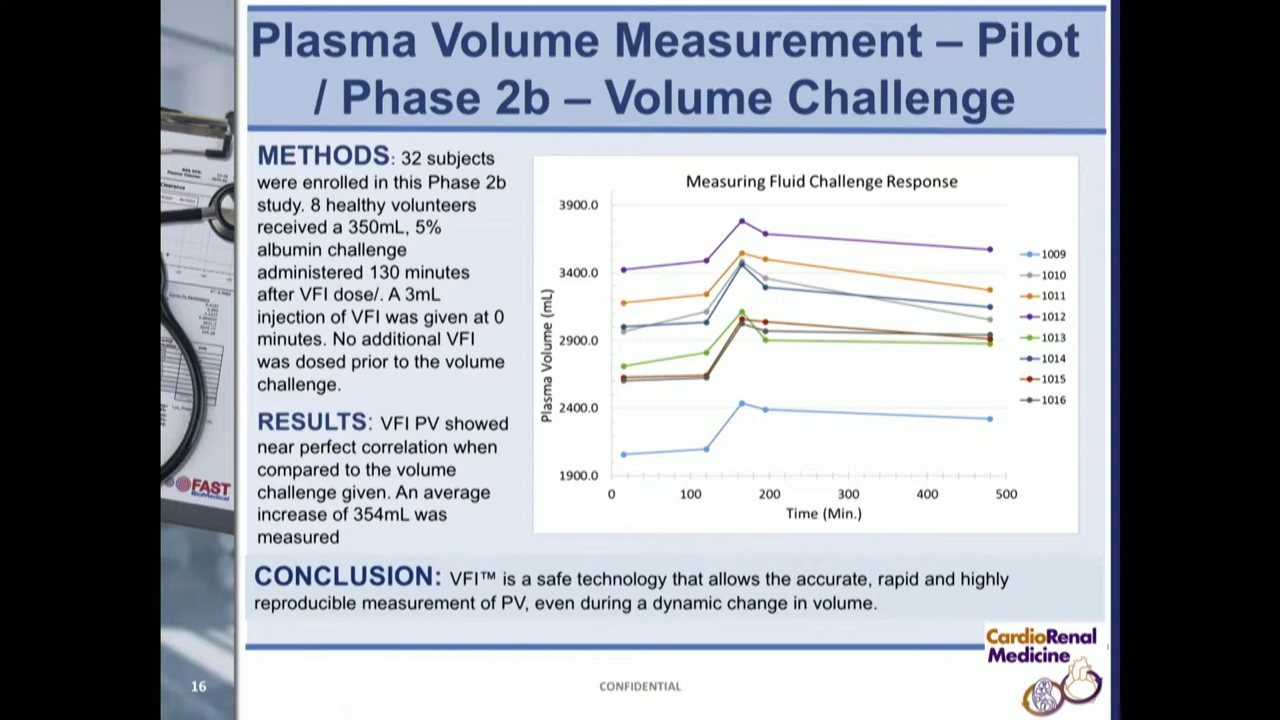 Plasma Volume Measurement – Pilot
/ Phase 2b – Volume Challenge
METHODS: 32 subjects
were enrolled in this Phase 2b
study. 8 healthy volunteers
received a 350mL, 5%
albumin challenge
administered 130 minutes
after VFI dose/. A 3mL
injection of VFI was given at 0
minutes. No additional VFI
was dosed prior to the volume
challenge.
RESULTS: VFI PV showed
near perfect correlation when
compared to the volume
challenge given. An average
increase of 354mL was
measured
Measuring Fluid Challenge Response
Plasma Volume (mL)
3900.0
3400.0
2900.0
2400.0
1900.0
0 100 200 300 400 500
Time (Min.)
1009
1010
1011
1012
1013
1014
1015
1016
CONCLUSION: VFI™ is a safe technology that allows the accurate, rapid and highly
reproducible measurement of PV, even during a dynamic change in volume.
FAST
BioMedical
CardioRenal
Medicine
16
CONFIDENTIAL